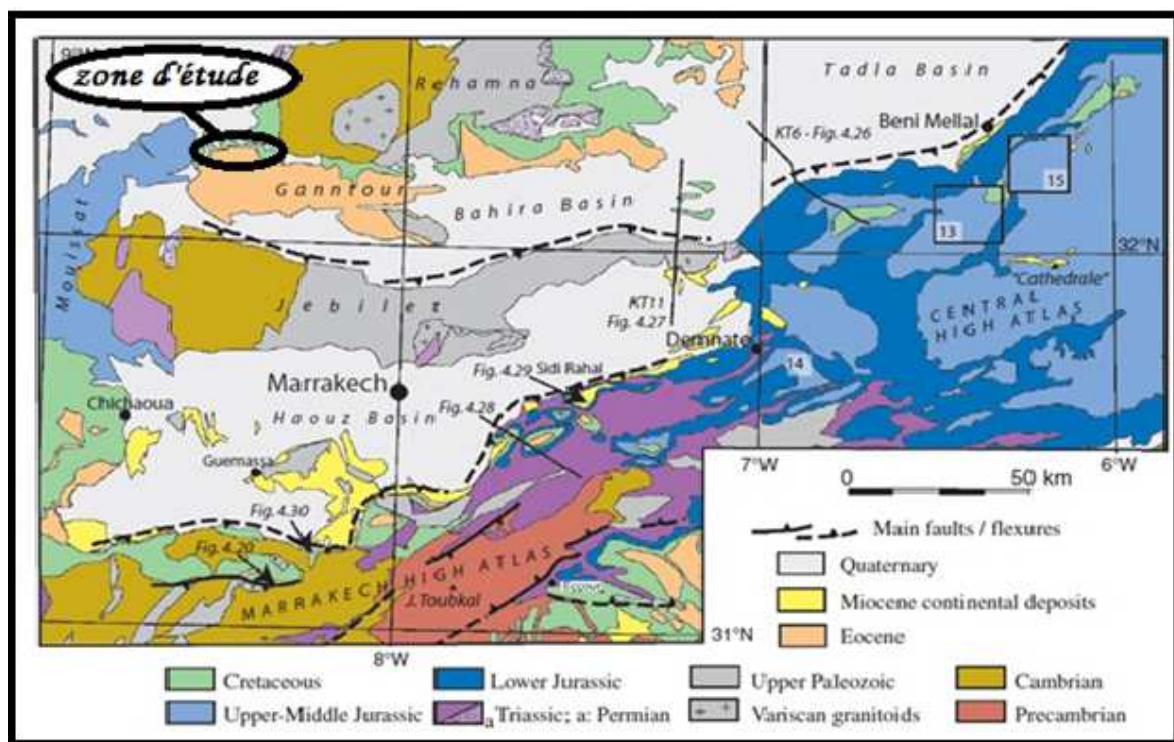 zone d'étude
Rehamna
Tadla Basin
Beni Mellal
KT6 - Fig. 4.26
15
13
Ganntour
Bahira Basin
Mouissat
32°N
"Cathedrale"
CENTRAL
HIGH ATLAS
Jebilet
KT11
Fig. 4.27
Demnate
14
Marrakech
Fig. 4.29
Sidi Rahal
Fig. 4.28
Chichaoua
Haouz Basin
Guemassa
7°W
6°W
0
50 km
Fig. 4.30
Fig. 4.20
MARRAKECH HIGH ATLAS
J. Toubkal
31°N
8°W
Main faults / flexures
Quaternary
Miocene continental deposits
Eocene
Cretaceous
Lower Jurassic
Upper Paleozoic
Cambrian
Upper-Middle Jurassic
a
Triassic; a: Permian
Variscan granitoids
Precambrian